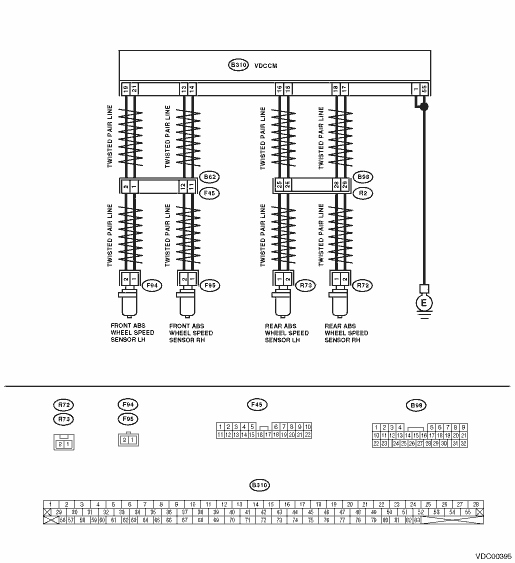 B310 VDCCM
19 21 13 14 16 15 18 17 1 55
TWISTED PAIR LINE TWISTED PAIR LINE TWISTED PAIR LINE TWISTED PAIR LINE
B62 B98
2 1 12 11 25 26 28 29
F45 R2
TWISTED PAIR LINE TWISTED PAIR LINE TWISTED PAIR LINE TWISTED PAIR LINE
2 1 F94 2 1 F95 2 1 R73 2 1 R72
E
FRONT ABS WHEEL SPEED SENSOR LH
FRONT ABS WHEEL SPEED SENSOR RH
REAR ABS WHEEL SPEED SENSOR LH
REAR ABS WHEEL SPEED SENSOR RH
R72 F94 F45 B98
R73 F95
2 1
2 1
1 2 3 4 5 6 7 8 9 10
11 12 13 14 15 16 17 18 19 20 21 22
1 2 3 4 5 6 7 8 9
10 11 12 13 14 15 16 17 18 19 20 21
22 23 24 25 26 27 28 29 30 31 32
B310
1 2 3 4 5 6 7 8 9 10 11 12 13 14 15 16 17 18 19 20 21 22 23 24 25 26 27 28
29 30 31 32 33 34 35 36 37 38 39 40 41 42 43 44 45 46 47 48 49 50 51 52 53 54 55
56 57 58 59 60 61 62 63 64 65 66 67 68 69 70 71 72 73 74 75 76 77 78 79 80 81 82 83
VDC00395